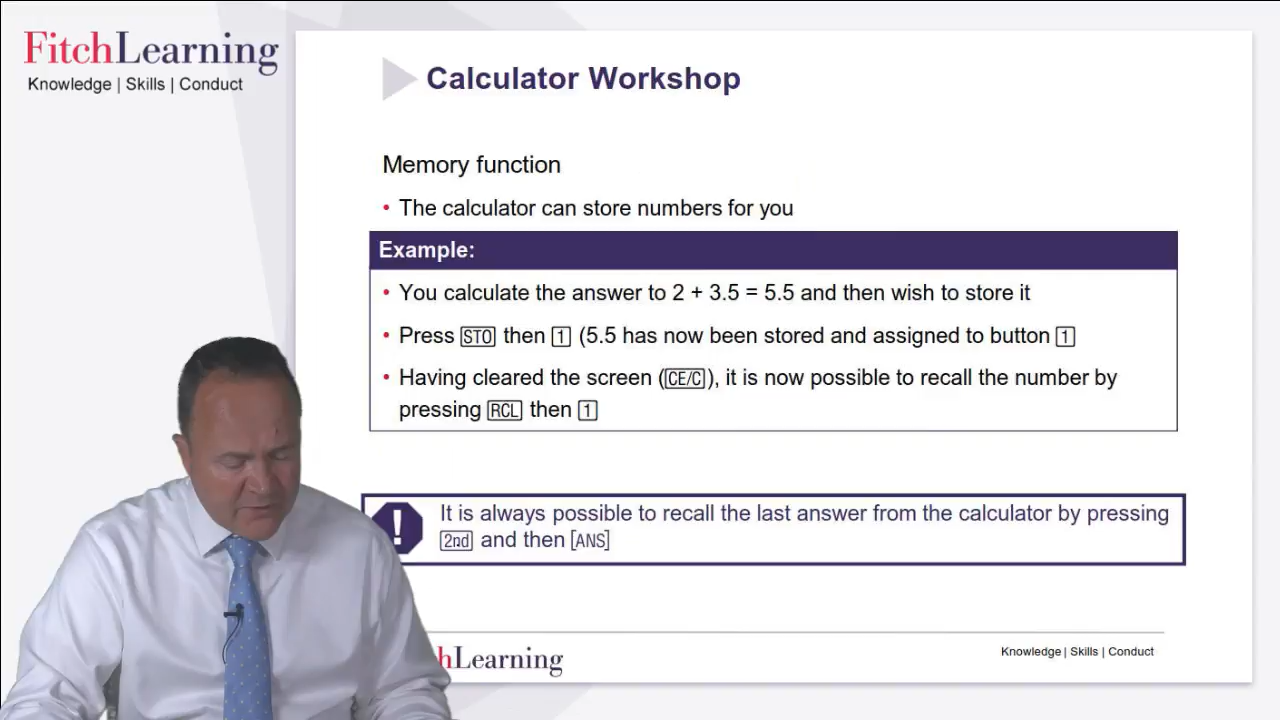 FitchLearning
Knowledge | Skills | Conduct
Calculator Workshop
Memory function
• The calculator can store numbers for you
Example:
• You calculate the answer to 2 + 3.5 = 5.5 and then wish to store it
• Press STO then 1 (5.5 has now been stored and assigned to button 1
• Having cleared the screen (CE/C), it is now possible to recall the number by
pressing RCL then 1
! It is always possible to recall the last answer from the calculator by pressing
2nd and then [ANS]
hLearning
Knowledge | Skills | Conduct